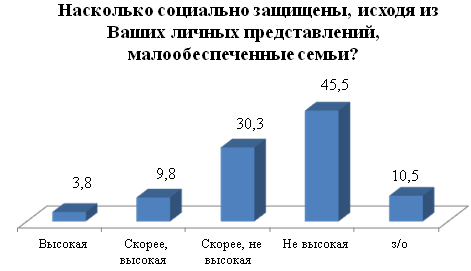 Насколько социально защищены, исходя из
Ваших личных представлений,
малообеспеченные семьи?
3,8
9,8
30,3
45,5
10,5
Высокая
Скорее,
высокая
Скорее, не
высокая
Не высокая
з/о